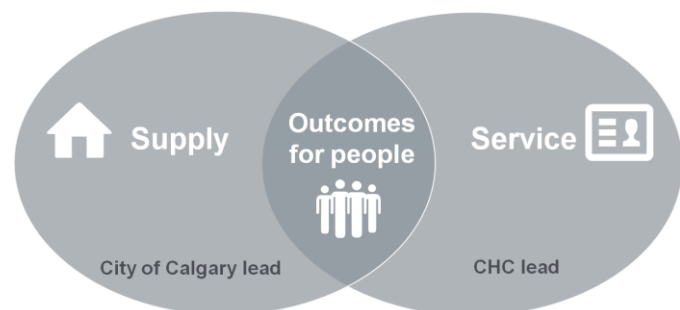 Supply
Outcomes
for people
Service
City of Calgary lead
CHC lead